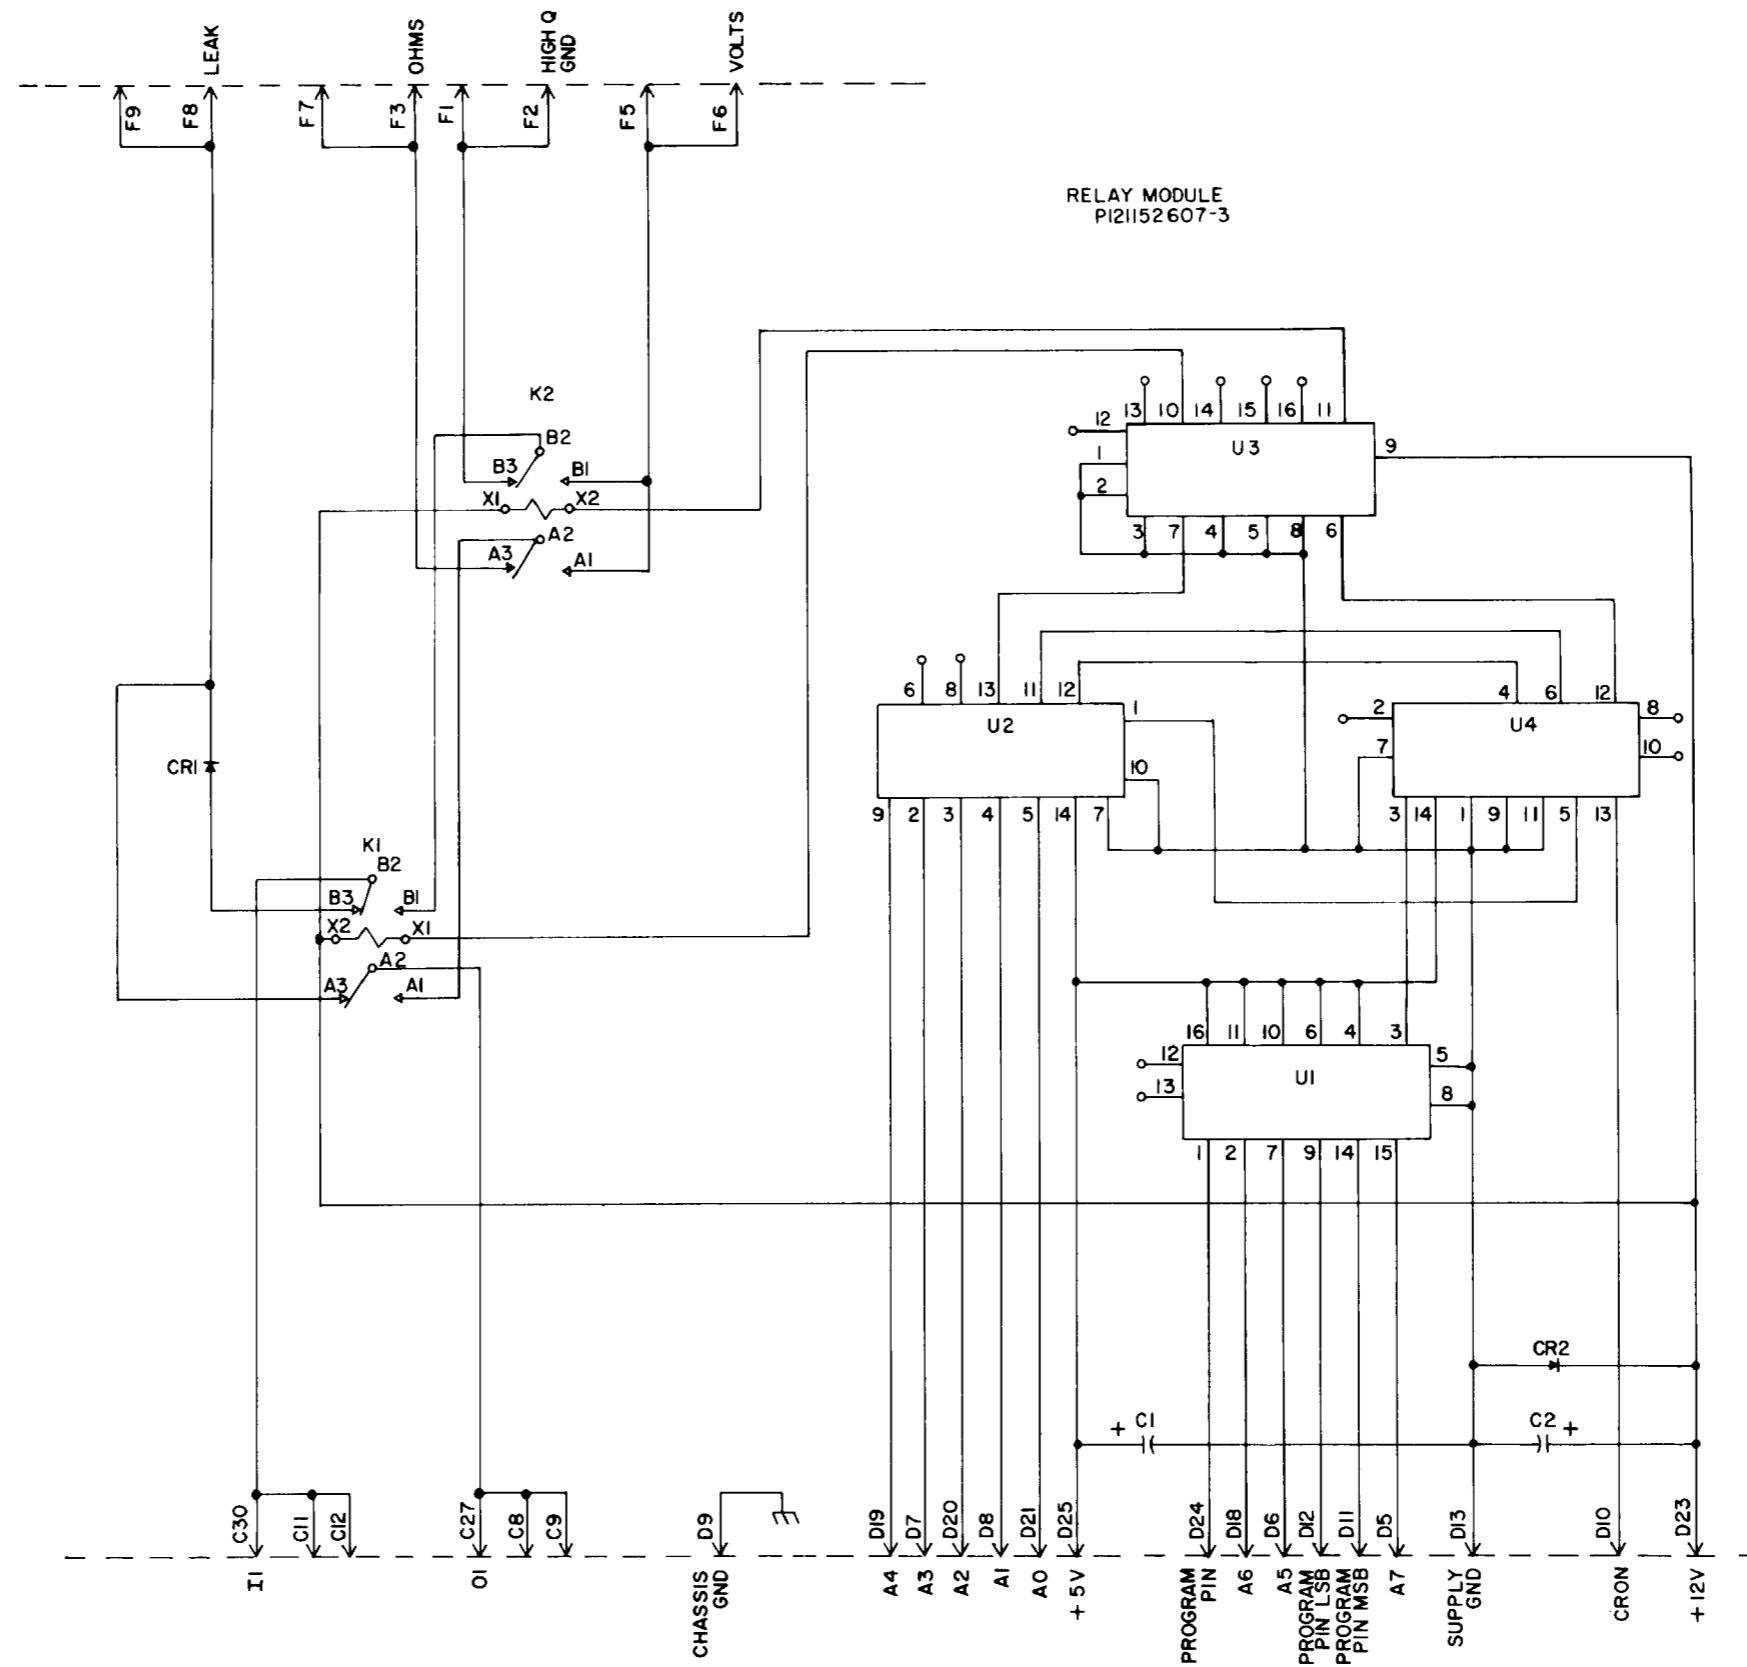 LEAK
OHMS
HIGH Q
GND
VOLTS
F9
F8
F7
F3
F1
F2
F5
F6
RELAY MODULE
P121152607-3
K2
B2
B3
B1
X1
X2
A2
A3
A1
13
10
14
15
16
11
12
1
2
U3
9
3
7
4
5
8
6
6
8
13
11
12
U2
1
10
9
2
3
4
5
14
7
4
6
12
2
7
U4
8
10
3
14
1
9
11
5
13
CR1
K1
B2
B3
B1
X2
X1
A2
A3
A1
16
11
10
6
4
3
12
13
U1
5
8
1
2
7
9
14
15
CR2
+
C1
C2
+
C30
C11
C12
C27
C8
C9
D9
D19
D7
D20
D8
D21
D25
D24
D18
D6
D12
D11
D5
D13
D10
D23
I1
O1
CHASSIS
GND
A4
A3
A2
A1
A0
+5V
PROGRAM
PIN
A6
A5
PROGRAM
PIN LSB
PROGRAM
PIN MSB
A7
SUPPLY
GND
CRON
+12V